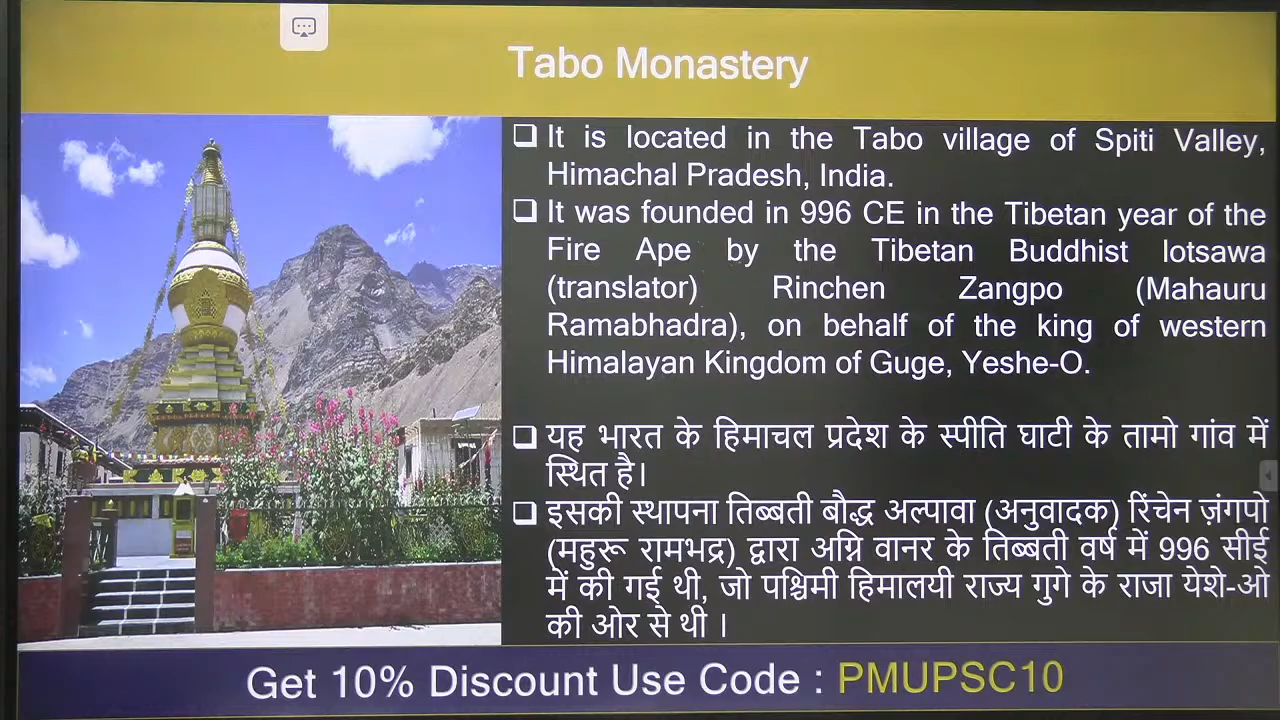 Tabo Monastery
❑ It is located in the Tabo village of Spiti Valley,
Himachal Pradesh, India.
❑ It was founded in 996 CE in the Tibetan year of the
Fire Ape by the Tibetan Buddhist lotsawa
(translator) Rinchen Zangpo (Mahauru
Ramabhadra), on behalf of the king of western
Himalayan Kingdom of Guge, Yeshe-O.
❑ यह भारत के हिमाचल प्रदेश के स्पीति घाटी के तामो गांव में
स्थित है।
❑ इसकी स्थापना तिब्बती बौद्ध अल्पावा (अनुवादक) रिंचेन ज़ंगपो
(महुरू रामभद्र) द्वारा अग्नि वानर के तिब्बती वर्ष में 996 सीई
में की गई थी, जो पश्चिमी हिमालयी राज्य गुगे के राजा येशे-ओ
की ओर से थी ।
Get 10% Discount Use Code : PMUPSC10